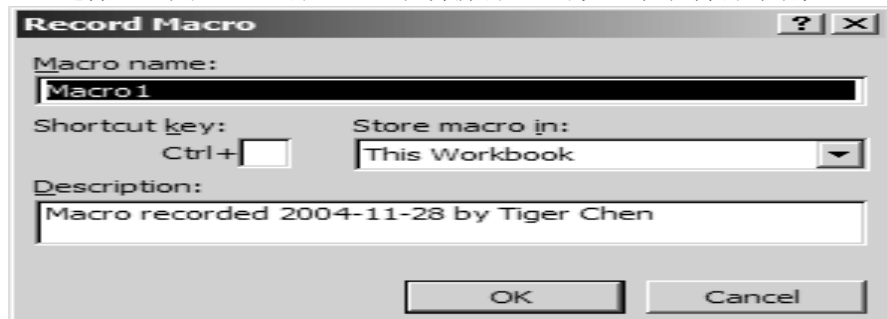 Record Macro
Macro name:
Macro1
Shortcut key: Store macro in:
Ctrl+ This Workbook
Description:
Macro recorded 2004-11-28 by Tiger Chen
OK Cancel